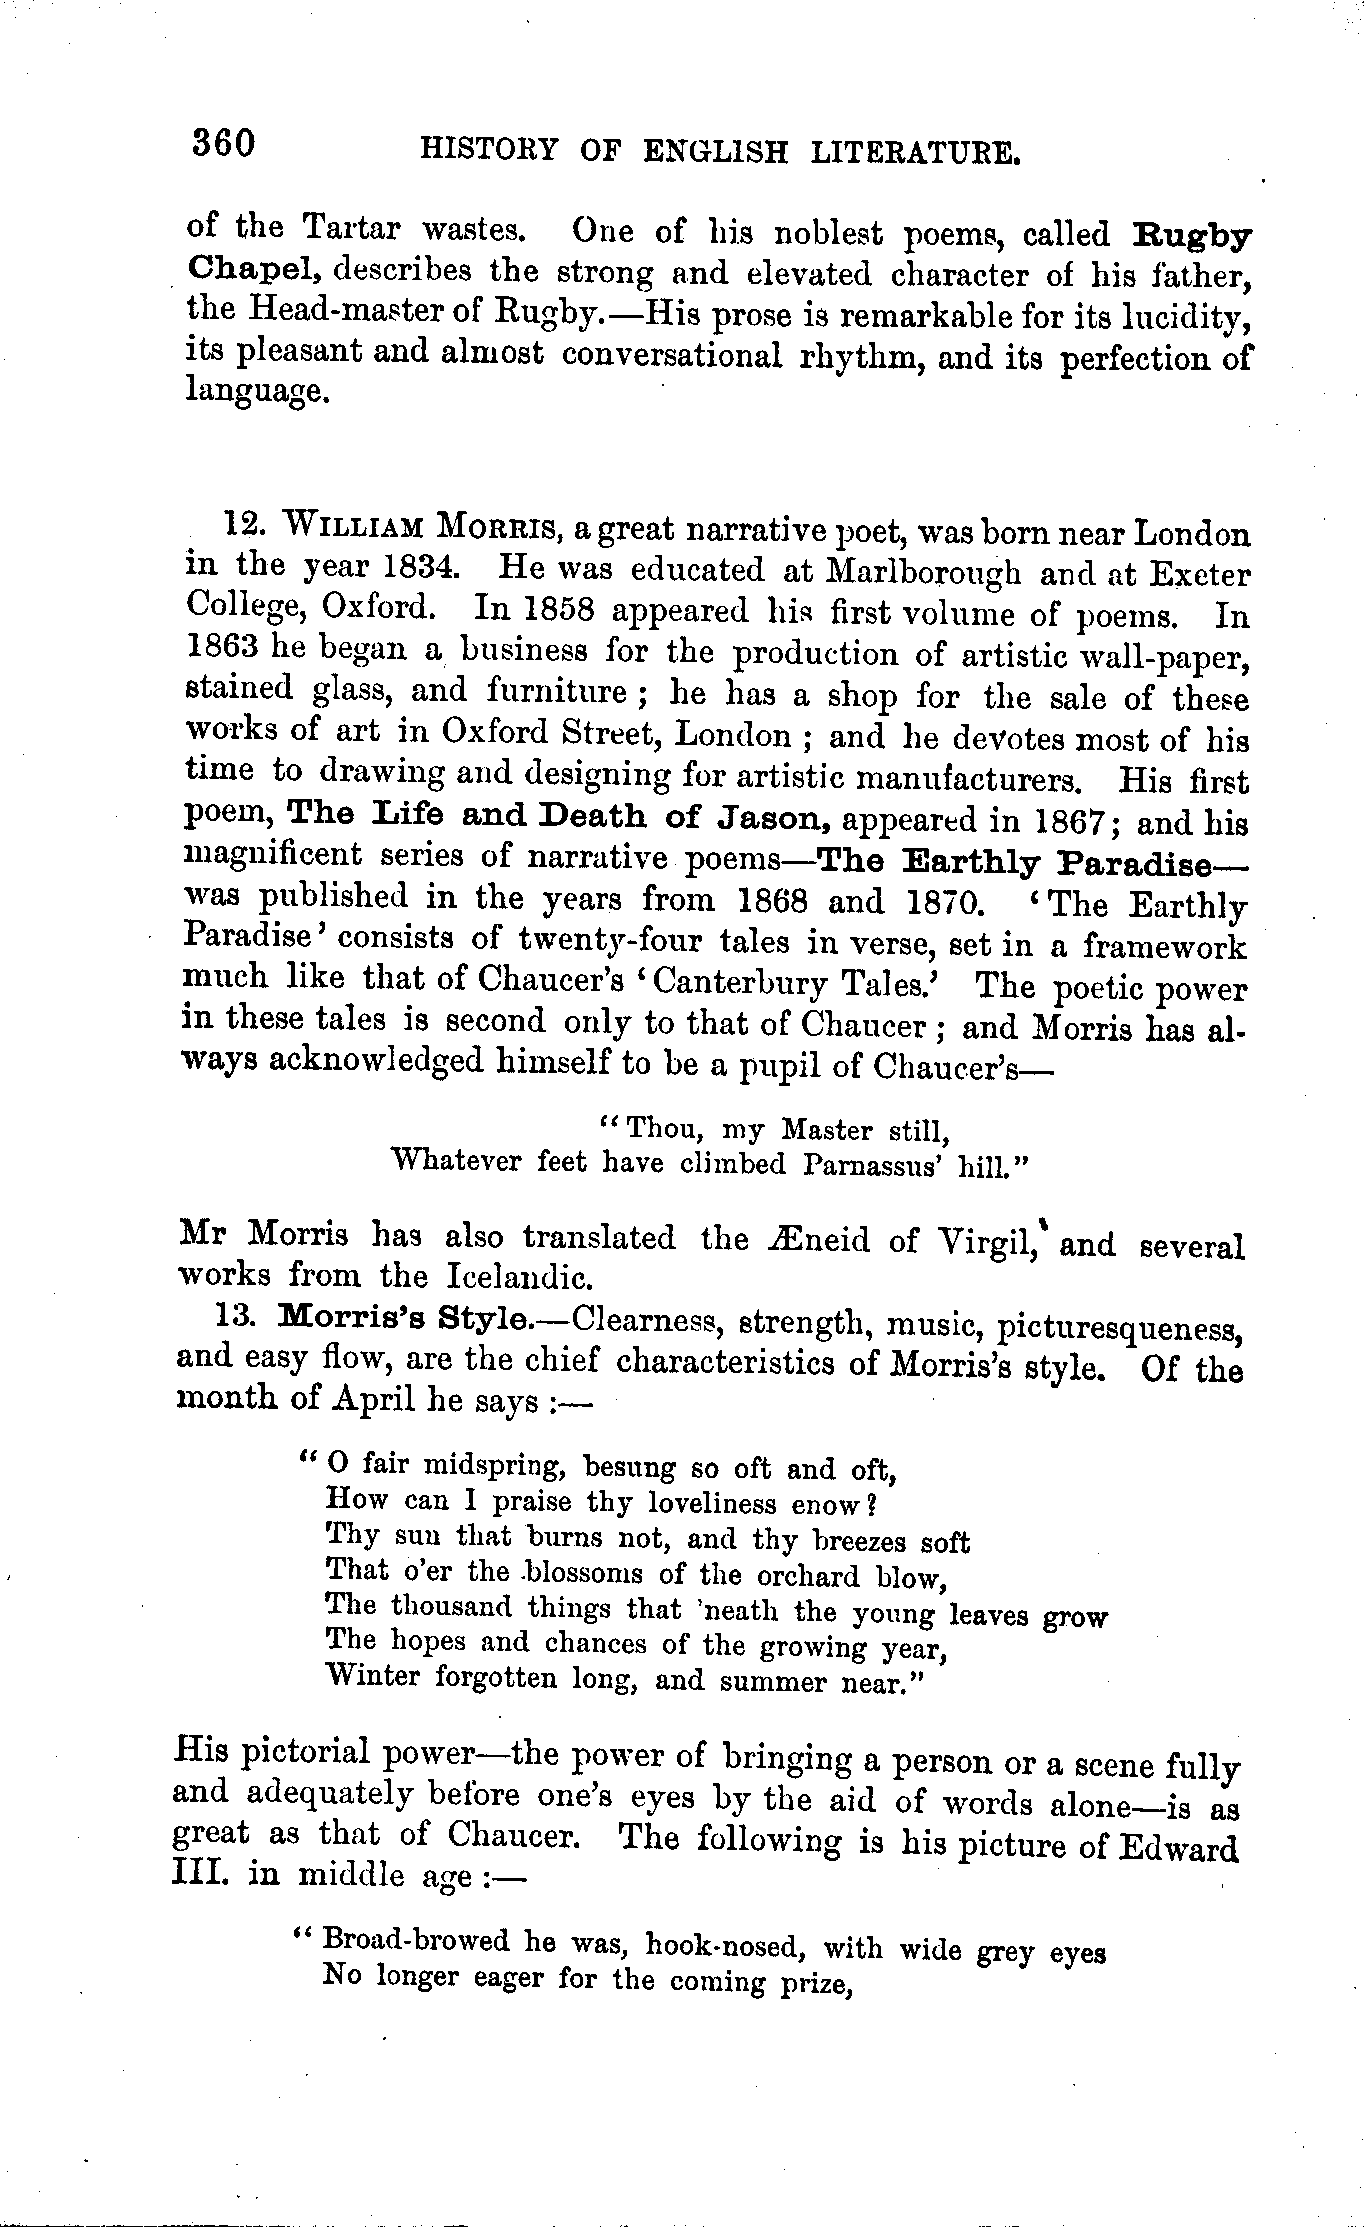 360 HISTORY OF ENGLISH LITERATURE.
of the Tartar wastes. One of his noblest poems, called Rugby
Chapel, describes the strong and elevated character of his father,
the Head-master of Rugby.—His prose is remarkable for its lucidity,
its pleasant and almost conversational rhythm, and its perfection of
language.
12. WILLIAM MORRIS, a great narrative poet, was born near London
in the year 1834. He was educated at Marlborough and at Exeter
College, Oxford. In 1858 appeared his first volume of poems. In
1863 he began a business for the production of artistic wall-paper,
stained glass, and furniture ; he has a shop for the sale of these
works of art in Oxford Street, London ; and he devotes most of his
time to drawing and designing for artistic manufacturers. His first
poem, The Life and Death of Jason, appeared in 1867; and his
magnificent series of narrative poems—The Earthly Paradise—
was published in the years from 1868 and 1870. ‘The Earthly
Paradise’ consists of twenty-four tales in verse, set in a framework
much like that of Chaucer’s ‘Canterbury Tales.’ The poetic power
in these tales is second only to that of Chaucer ; and Morris has al-
ways acknowledged himself to be a pupil of Chaucer’s—
“Thou, my Master still,
Whatever feet have climbed Parnassus’ hill.”
Mr Morris has also translated the Æneid of Virgil, and several
works from the Icelandic.
13. Morris’s Style.—Clearness, strength, music, picturesqueness,
and easy flow, are the chief characteristics of Morris’s style. Of the
month of April he says :—
“O fair midspring, besung so oft and oft,
How can I praise thy loveliness enow?
Thy sun that burns not, and thy breezes soft
That o’er the blossoms of the orchard blow,
The thousand things that ’neath the young leaves grow
The hopes and chances of the growing year,
Winter forgotten long, and summer near.”
His pictorial power—the power of bringing a person or a scene fully
and adequately before one’s eyes by the aid of words alone—is as
great as that of Chaucer. The following is his picture of Edward
III. in middle age :—
“Broad-browed he was, hook-nosed, with wide grey eyes
No longer eager for the coming prize,